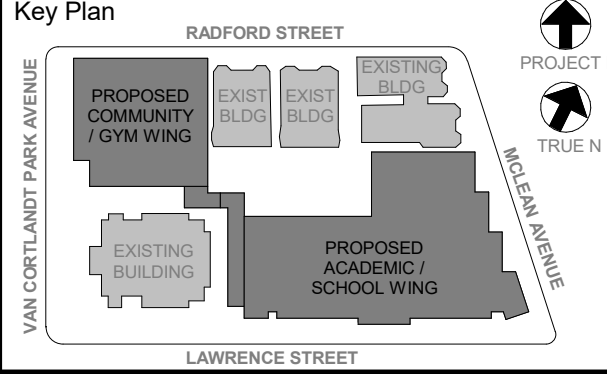 Key Plan
RADFORD STREET
PROJECT
TRUE N
VAN CORTLANDT PARK AVENUE
PROPOSED
COMMUNITY
/ GYM WING
EXIST
BLDG
EXIST
BLDG
EXISTING
BLDG
MCLEAN AVENUE
EXISTING
BUILDING
PROPOSED
ACADEMIC /
SCHOOL WING
LAWRENCE STREET